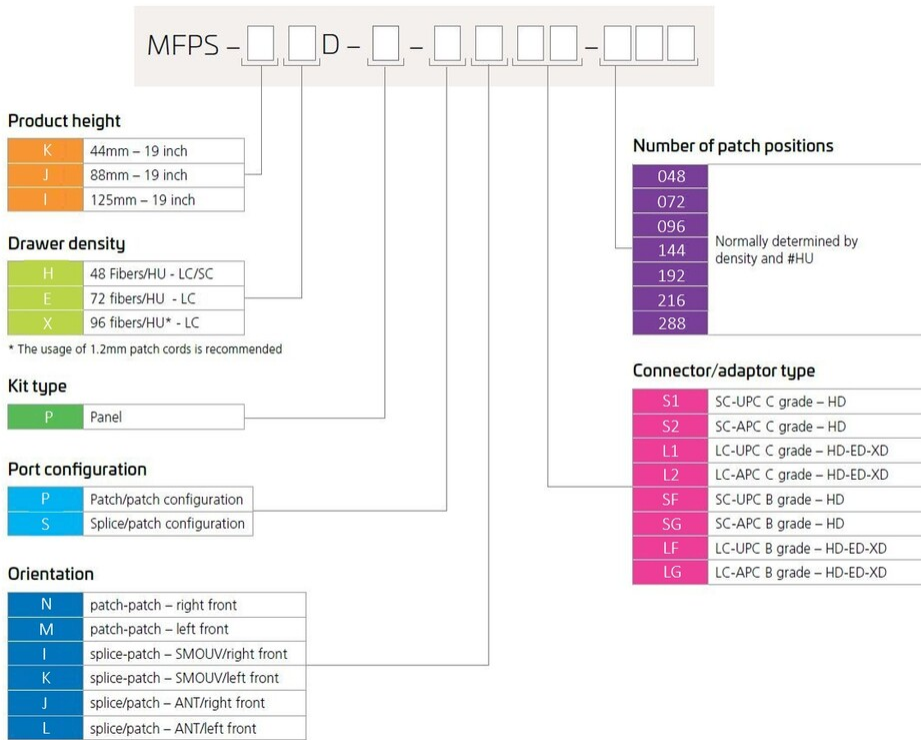 MFPS – D – – –
Product height
K 44mm – 19 inch
J 88mm – 19 inch
I 125mm – 19 inch
Drawer density
H 48 Fibers/HU - LC/SC
E 72 fibers/HU - LC
X 96 fibers/HU* - LC
* The usage of 1.2mm patch cords is recommended
Kit type
P Panel
Port configuration
P Patch/patch configuration
S Splice/patch configuration
Orientation
N patch-patch – right front
M patch-patch – left front
I splice-patch – SMOUV/right front
K splice-patch – SMOUV/left front
J splice/patch – ANT/right front
L splice/patch – ANT/left front
Number of patch positions
048
072
096
144
192
216
288
Normally determined by
density and #HU
Connector/adaptor type
S1 SC-UPC C grade – HD
S2 SC-APC C grade – HD
L1 LC-UPC C grade – HD-ED-XD
L2 LC-APC C grade – HD-ED-XD
SF SC-UPC B grade – HD
SG SC-APC B grade – HD
LF LC-UPC B grade – HD-ED-XD
LG LC-APC B grade – HD-ED-XD